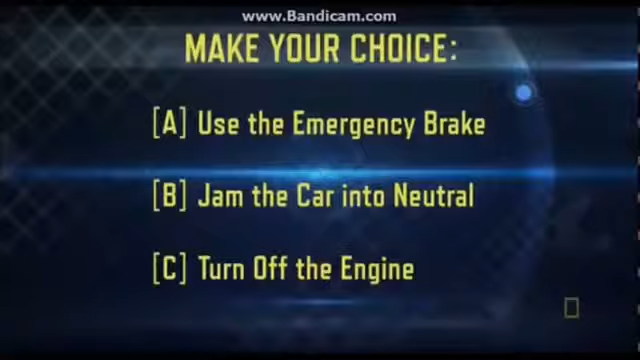 www.Bandicam.com
MAKE YOUR CHOICE:
[A] Use the Emergency Brake
[B] Jam the Car into Neutral
[C] Turn Off the Engine